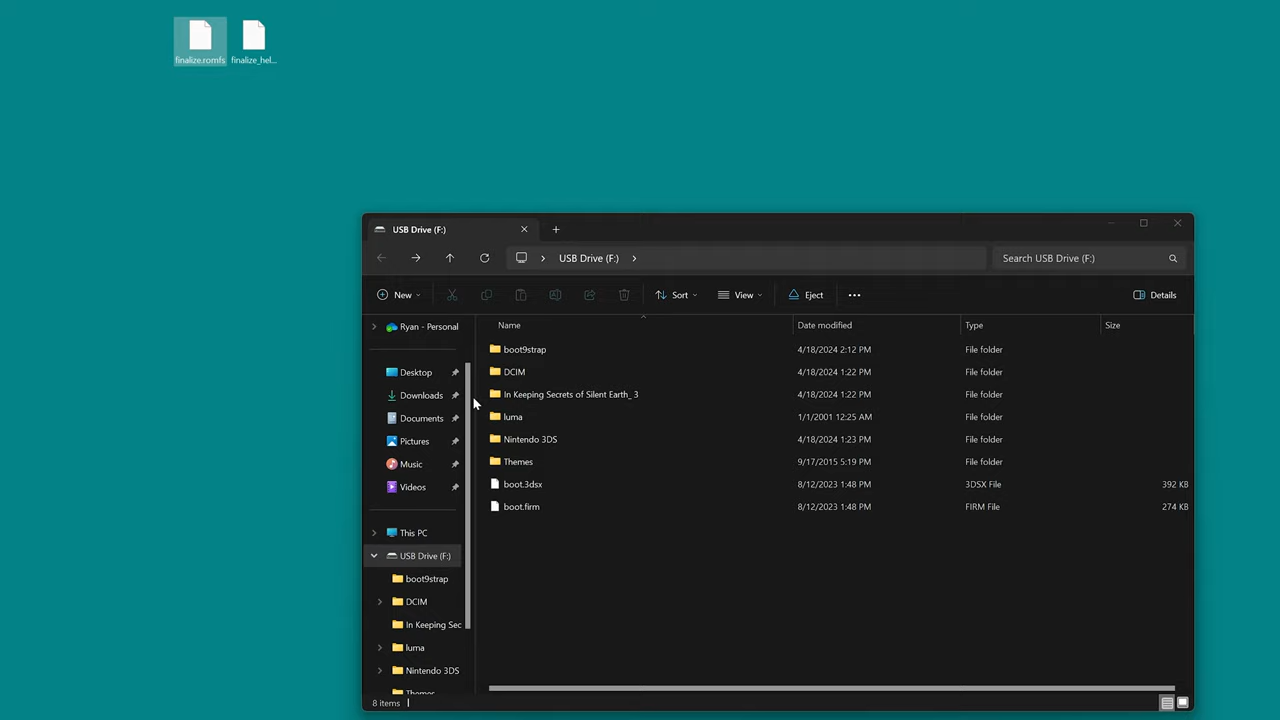 finalize.romfs
finalize_hel...
USB Drive (F:)
USB Drive (F:)
Search USB Drive (F:)
New
Sort
View
Eject
Details
Ryan - Personal
Desktop
Downloads
Documents
Pictures
Music
Videos
This PC
USB Drive (F:)
boot9strap
DCIM
In Keeping Sec
luma
Nintendo 3DS
Themes
Name Date modified Type Size
boot9strap 4/18/2024 2:12 PM File folder
DCIM 4/18/2024 1:22 PM File folder
In Keeping Secrets of Silent Earth_ 3 4/18/2024 1:22 PM File folder
luma 1/1/2001 12:25 AM File folder
Nintendo 3DS 4/18/2024 1:23 PM File folder
Themes 9/17/2015 5:19 PM File folder
boot.3dsx 8/12/2023 1:48 PM 3DSX File 392 KB
boot.firm 8/12/2023 1:48 PM FIRM File 274 KB
8 items